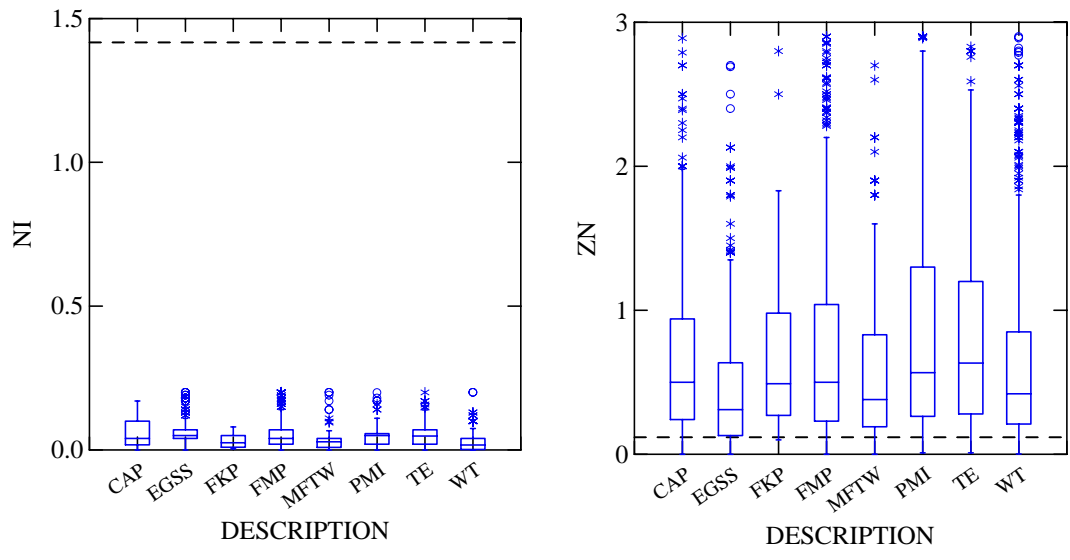 1.5
1.0
0.5
0.0
NI
CAP
EGSS
FKP
FMP
MFTW
PMI
TE
WT
DESCRIPTION
3
2
1
0
ZN
CAP
EGSS
FKP
FMP
MFTW
PMI
TE
WT
DESCRIPTION